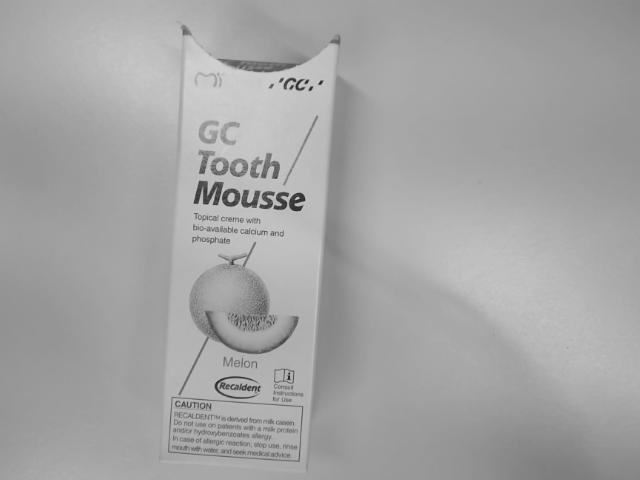 Mi GC
GC
Tooth
Mousse
Topical creme with
bio-available calcium and
phosphate
Melon
Recaldent
Consult
Instructions
for Use
CAUTION
RECALDENT™ is derived from milk casein.
Do not use on patients with a milk protein
and/or hydroxybenzoates allergy.
In case of allergic reaction, stop use, rinse
mouth with water, and seek medical advice.